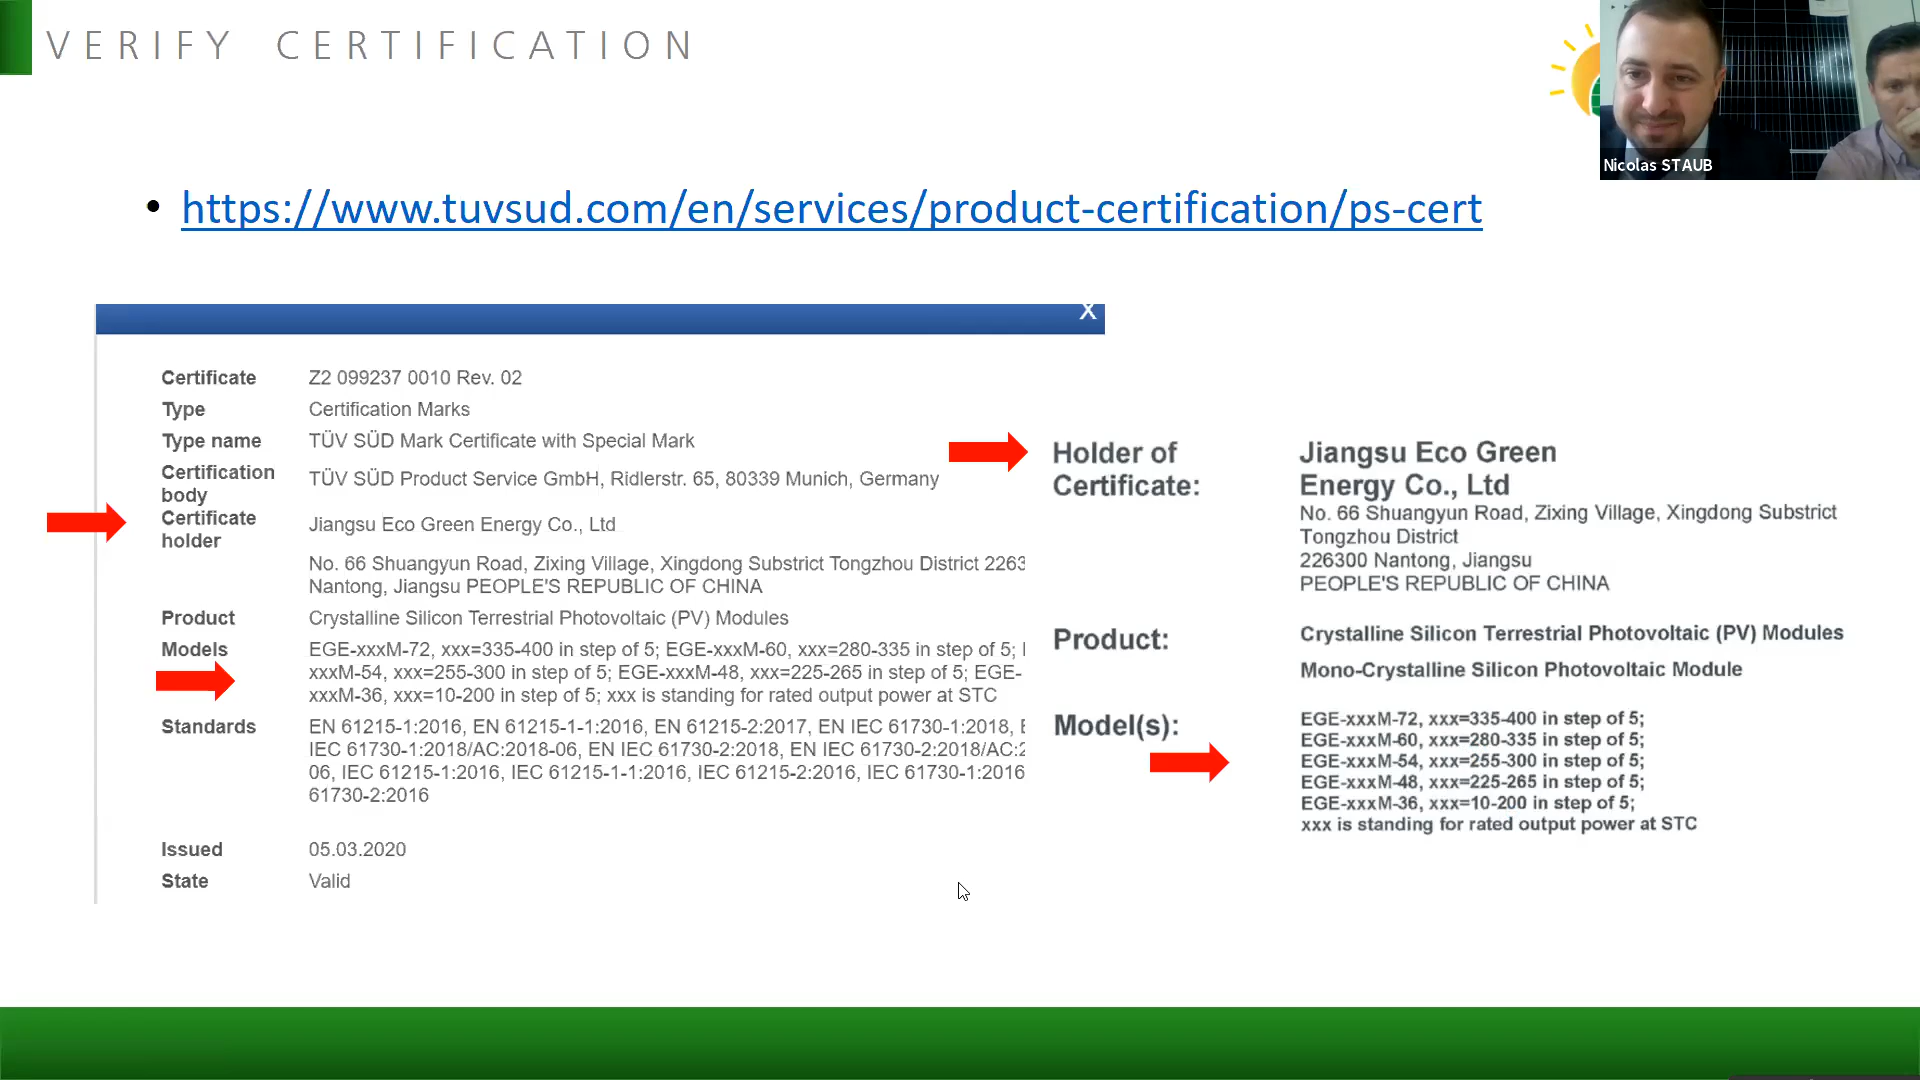 VERIFY CERTIFICATION
Nicolas STAUB
• https://www.tuvsud.com/en/services/product-certification/ps-cert
X
Certificate Z2 099237 0010 Rev. 02
Type Certification Marks
Type name TÜV SÜD Mark Certificate with Special Mark
Certification body TÜV SÜD Product Service GmbH, Ridlerstr. 65, 80339 Munich, Germany
Certificate holder Jiangsu Eco Green Energy Co., Ltd
No. 66 Shuangyun Road, Zixing Village, Xingdong Substrict Tongzhou District 2263
Nantong, Jiangsu PEOPLE'S REPUBLIC OF CHINA
Product Crystalline Silicon Terrestrial Photovoltaic (PV) Modules
Models EGE-xxxM-72, xxx=335-400 in step of 5; EGE-xxxM-60, xxx=280-335 in step of 5;
xxxM-54, xxx=255-300 in step of 5; EGE-xxxM-48, xxx=225-265 in step of 5; EGE-
xxxM-36, xxx=10-200 in step of 5; xxx is standing for rated output power at STC
Standards EN 61215-1:2016, EN 61215-1-1:2016, EN 61215-2:2017, EN IEC 61730-1:2018,
IEC 61730-1:2018/AC:2018-06, EN IEC 61730-2:2018, EN IEC 61730-2:2018/AC:2
06, IEC 61215-1:2016, IEC 61215-1-1:2016, IEC 61215-2:2016, IEC 61730-1:2016
61730-2:2016
Issued 05.03.2020
State Valid
Holder of Certificate:
Jiangsu Eco Green
Energy Co., Ltd
No. 66 Shuangyun Road, Zixing Village, Xingdong Substrict
Tongzhou District
226300 Nantong, Jiangsu
PEOPLE'S REPUBLIC OF CHINA
Product: Crystalline Silicon Terrestrial Photovoltaic (PV) Modules
Mono-Crystalline Silicon Photovoltaic Module
Model(s): EGE-xxxM-72, xxx=335-400 in step of 5;
EGE-xxxM-60, xxx=280-335 in step of 5;
EGE-xxxM-54, xxx=255-300 in step of 5;
EGE-xxxM-48, xxx=225-265 in step of 5;
EGE-xxxM-36, xxx=10-200 in step of 5;
xxx is standing for rated output power at STC